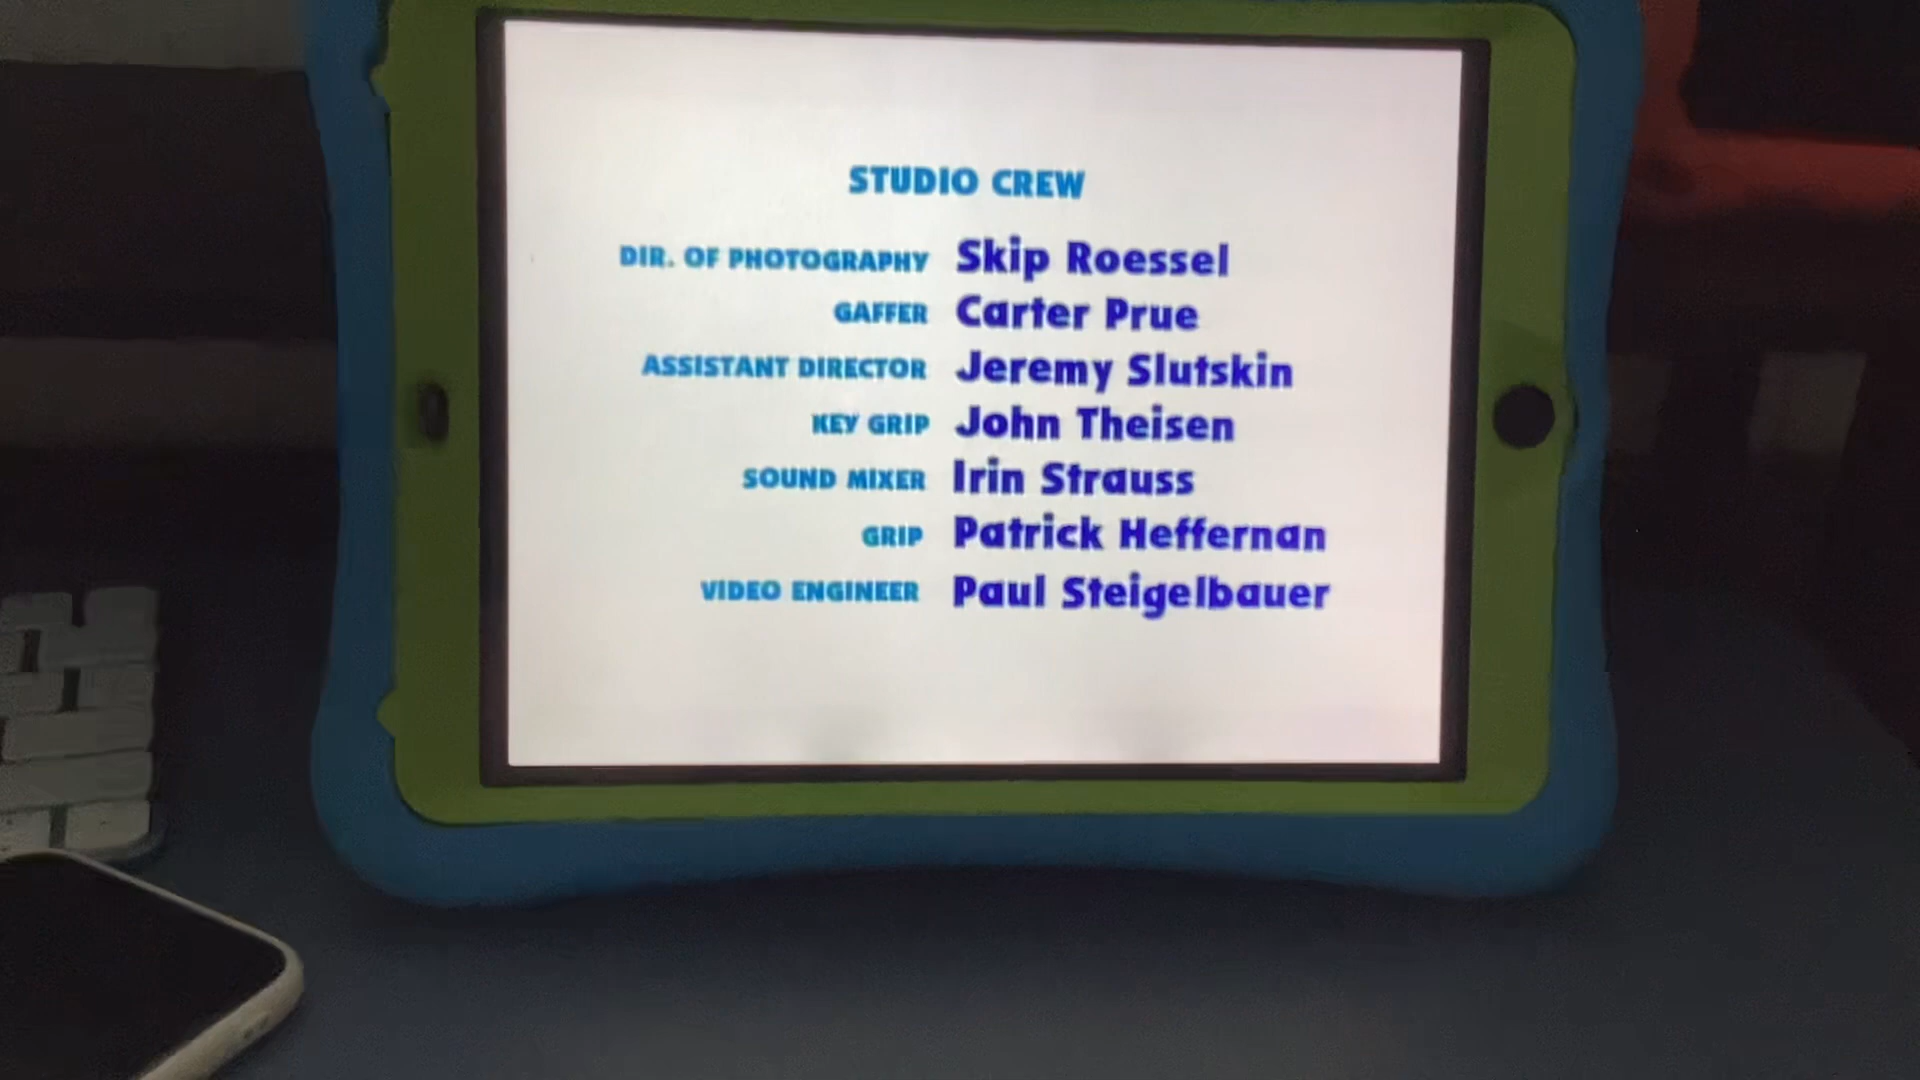 STUDIO CREW
DIR. OF PHOTOGRAPHY Skip Roessel
GAFFER Carter Prue
ASSISTANT DIRECTOR Jeremy Slutskin
KEY GRIP John Theisen
SOUND MIXER Irin Strauss
GRIP Patrick Heffernan
VIDEO ENGINEER Paul Steigelbauer